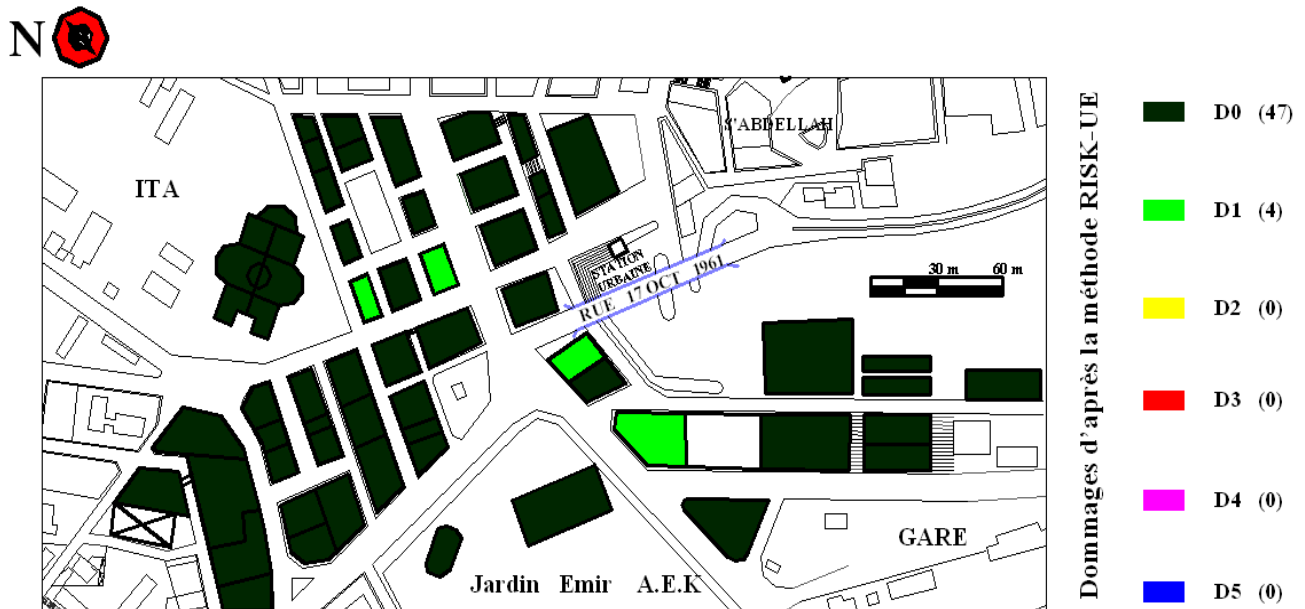 N
S'ABDELLAH
ITA
STATION
URBAINE
RUE 17 OCT 1961
30 m 60 m
GARE
Jardin Emir A.E.K
Dommages d'après la méthode RISK-UE
D0 (47)
D1 (4)
D2 (0)
D3 (0)
D4 (0)
D5 (0)